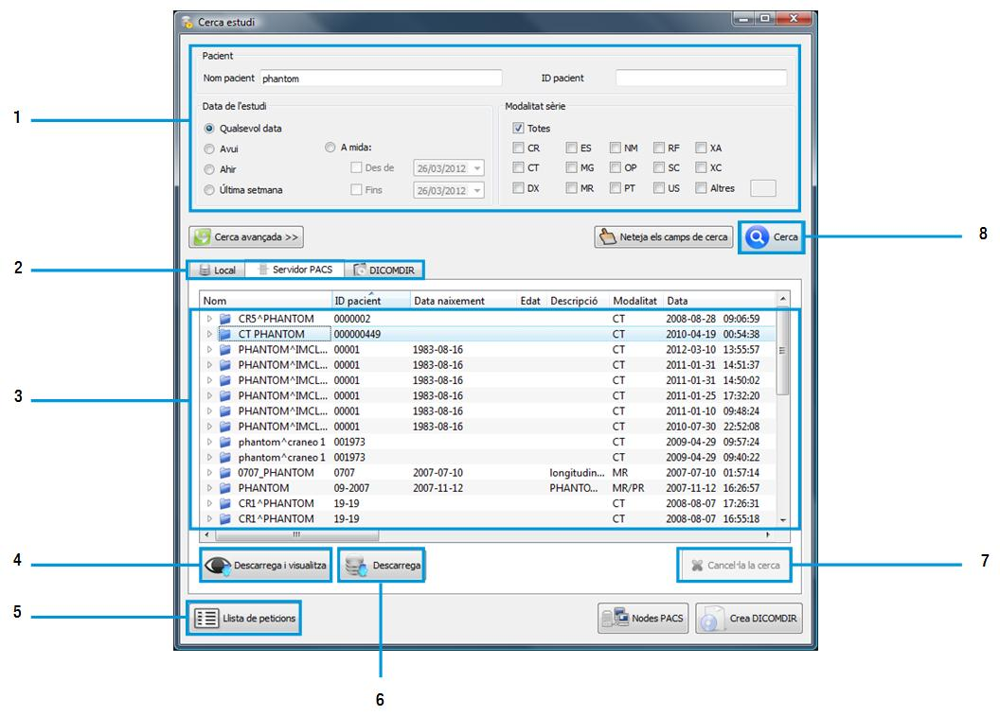 Cerca estudi
Pacient
Nom pacient phantom ID pacient
1
Data de l'estudi Modalitat sèrie
Qualsevol data Totes
Avui A mida: CR ES NM RF XA
Ahir Des de 26/03/2012 CT MG OP SC XC
Última setmana Fins 26/03/2012 DX MR PT US Altres
Cerca avançada >> Neteja els camps de cerca Cerca 8
2
Local Servidor PACS DICOMDIR
Nom ID pacient Data naixement Edat Descripció Modalitat Data
CR5^PHANTOM 0000002 CT 2008-08-28 09:06:59
CT PHANTOM 000000449 CT 2010-04-19 00:54:38
PHANTOM^IMCL... 00001 1983-08-16 CT 2012-03-10 13:55:57
PHANTOM^IMCL... 00001 1983-08-16 CT 2011-01-31 14:51:37
PHANTOM^IMCL... 00001 1983-08-16 CT 2011-01-31 14:50:02
3
PHANTOM^IMCL... 00001 1983-08-16 CT 2011-01-25 17:32:20
PHANTOM^IMCL... 00001 1983-08-16 CT 2011-01-10 09:48:24
PHANTOM^IMCL... 00001 1983-08-16 CT 2010-07-30 22:52:08
phantom^craneo 1 001973 CT 2009-04-29 09:57:24
phantom^craneo 1 001973 CT 2009-04-29 09:40:22
0707_PHANTOM 0707 2007-07-10 longitudin... MR 2007-07-10 01:57:14
PHANTOM 09-2007 2007-11-12 PHANTO... MR/PR 2007-11-12 16:26:57
CR1^PHANTOM 19-19 CT 2008-08-07 17:26:31
CR1^PHANTOM 19-19 CT 2008-08-07 16:55:18
4 Descarrega i visualitza Descarrega Cancel·la la cerca 7
5 Llista de peticions Nodes PACS Crea DICOMDIR
6